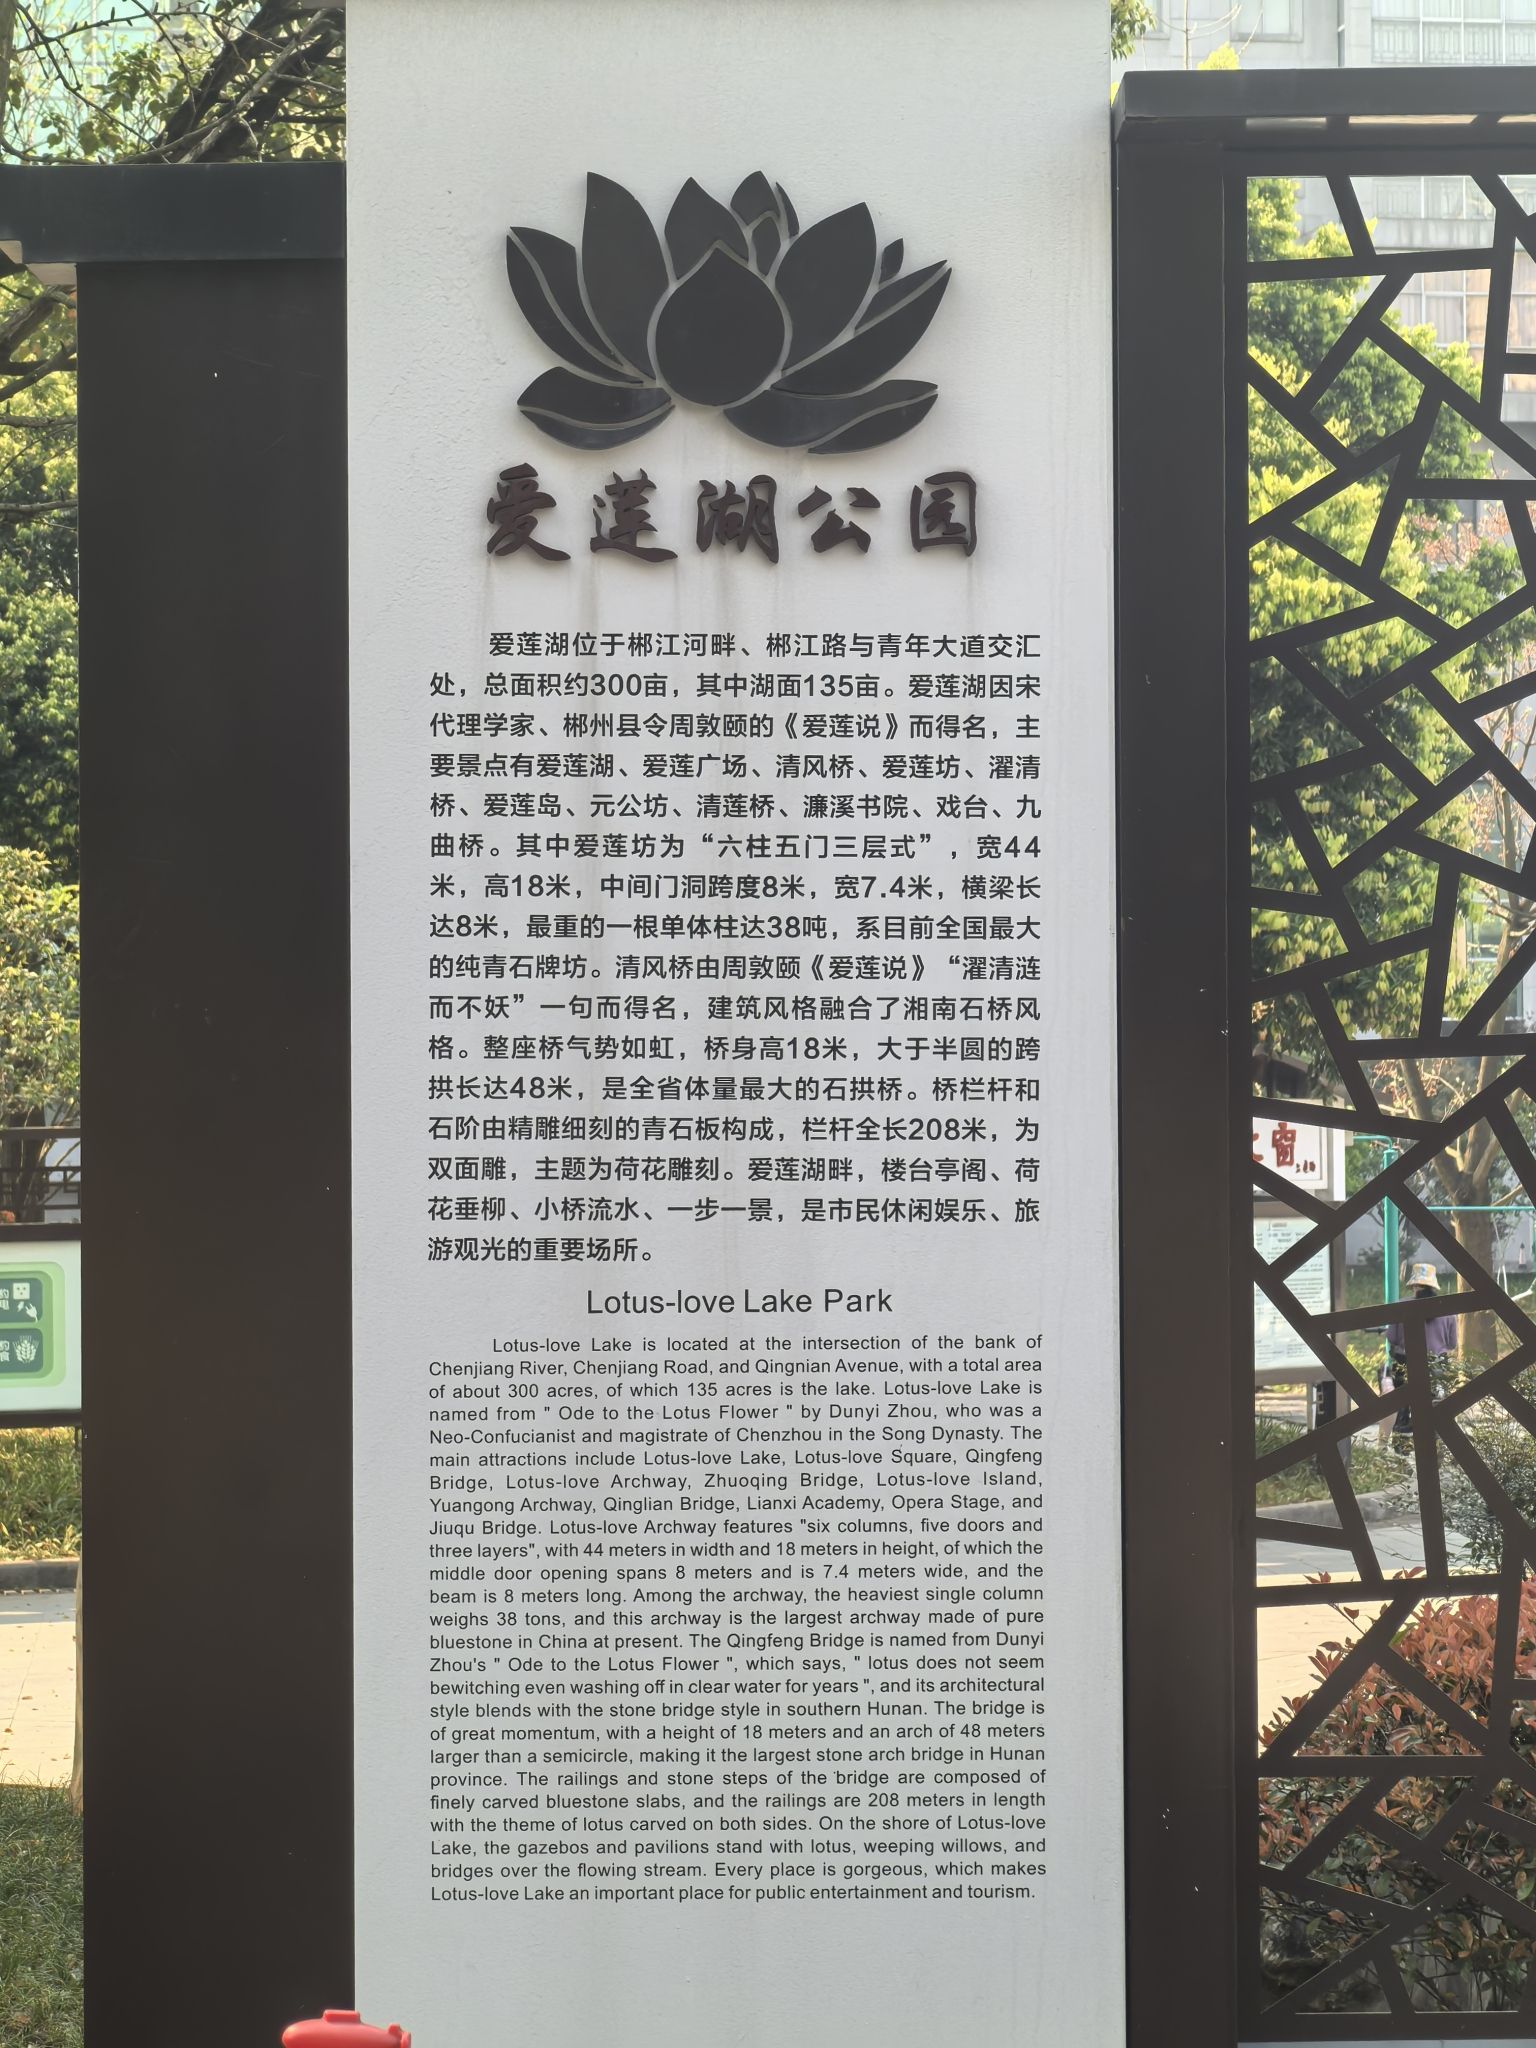 爱莲湖公园
爱莲湖位于郴江河畔、郴江路与青年大道交汇
处，总面积约300亩，其中湖面135亩。爱莲湖因宋
代理学家、郴州县令周敦颐的《爱莲说》而得名，主
要景点有爱莲湖、爱莲广场、清风桥、爱莲坊、濯清
桥、爱莲岛、元公坊、清莲桥、濂溪书院、戏台、九
曲桥。其中爱莲坊为“六柱五门三层式”，宽44
米，高18米，中间门洞跨度8米，宽7.4米，横梁长
达8米，最重的一根单体柱达38吨，系目前全国最大
的纯青石牌坊。清风桥由周敦颐《爱莲说》“濯清涟
而不妖”一句而得名，建筑风格融合了湘南石桥风
格。整座桥气势如虹，桥身高18米，大于半圆的跨
拱长达48米，是全省体量最大的石拱桥。桥栏杆和
石阶由精雕细刻的青石板构成，栏杆全长208米，为
双面雕，主题为荷花雕刻。爱莲湖畔，楼台亭阁、荷
花垂柳、小桥流水、一步一景，是市民休闲娱乐、旅
游观光的重要场所。
Lotus-love Lake Park
Lotus-love Lake is located at the intersection of the bank of
Chenjiang River, Chenjiang Road, and Qingnian Avenue, with a total area
of about 300 acres, of which 135 acres is the lake. Lotus-love Lake is
named from " Ode to the Lotus Flower " by Dunyi Zhou, who was a
Neo-Confucianist and magistrate of Chenzhou in the Song Dynasty. The
main attractions include Lotus-love Lake, Lotus-love Square, Qingfeng
Bridge, Lotus-love Archway, Zhuoqing Bridge, Lotus-love Island,
Yuangong Archway, Qinglian Bridge, Lianxi Academy, Opera Stage, and
Jiuqu Bridge. Lotus-love Archway features "six columns, five doors and
three layers", with 44 meters in width and 18 meters in height, of which the
middle door opening spans 8 meters and is 7.4 meters wide, and the
beam is 8 meters long. Among the archway, the heaviest single column
weighs 38 tons, and this archway is the largest archway made of pure
bluestone in China at present. The Qingfeng Bridge is named from Dunyi
Zhou's " Ode to the Lotus Flower ", which says, " lotus does not seem
bewitching even washing off in clear water for years ", and its architectural
style blends with the stone bridge style in southern Hunan. The bridge is
of great momentum, with a height of 18 meters and an arch of 48 meters
larger than a semicircle, making it the largest stone arch bridge in Hunan
province. The railings and stone steps of the bridge are composed of
finely carved bluestone slabs, and the railings are 208 meters in length
with the theme of lotus carved on both sides. On the shore of Lotus-love
Lake, the gazebos and pavilions stand with lotus, weeping willows, and
bridges over the flowing stream. Every place is gorgeous, which makes
Lotus-love Lake an important place for public entertainment and tourism.
窗